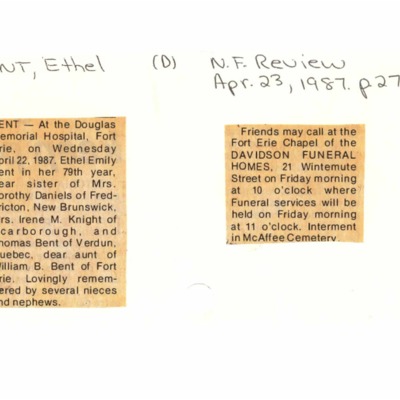 NT, Ethel (D) N.F. Review
Apr. 23, 1987. p27
ENT — At the Douglas
emorial Hospital, Fort
rie, on Wednesday
pril 22, 1987. Ethel Emily
ent in her 79th year,
ear sister of Mrs.
orothy Daniels of Fred-
ricton, New Brunswick,
rs. Irene M. Knight of
carborough, and
homas Bent of Verdun,
uebec, dear aunt of
William B. Bent of Fort
rie. Lovingly remem-
ered by several nieces
nd nephews.
Friends may call at the
Fort Erie Chapel of the
DAVIDSON FUNERAL
HOMES, 21 Wintemute
Street on Friday morning
at 10 o'clock where
Funeral services will be
held on Friday morning
at 11 o'clock. Interment
in McAffee Cemetery